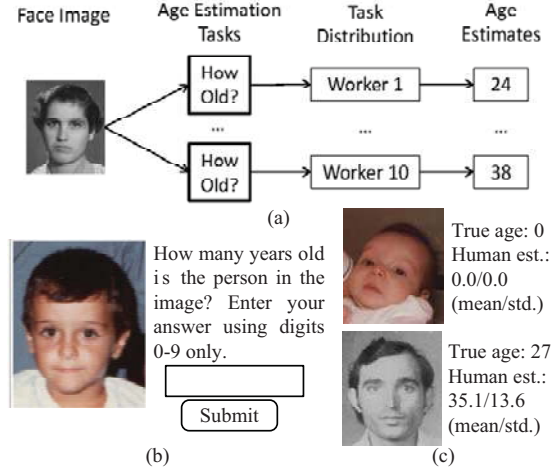 Face Image
Age Estimation
Tasks
Task
Distribution
Age
Estimates
How
Old?
Worker 1
24
...
...
...
How
Old?
Worker 10
38
(a)
How many years old
is the person in the
image? Enter your
answer using digits
0-9 only.
Submit
(b)
True age: 0
Human est.:
0.0/0.0
(mean/std.)
True age: 27
Human est.:
35.1/13.6
(mean/std.)
(c)